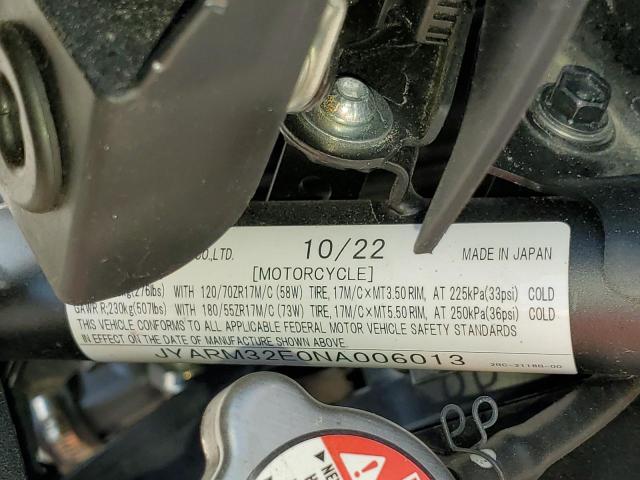 CO.,LTD. 10/22 MADE IN JAPAN
[MOTORCYCLE]
(276lbs) WITH 120/70ZR17M/C (58W) TIRE, 17M/C×MT3.50 RIM, AT 225kPa(33psi) COLD
GAWR R,230kg(507lbs) WITH 180/55ZR17M/C (73W) TIRE, 17M/C×MT5.50 RIM, AT 250kPa(36psi) COLD
THIS VEHICLE CONFORMS TO ALL APPLICABLE FEDERAL MOTOR VEHICLE SAFETY STANDARDS
IN EFFECT ON THE DATE OF MANUFACTURE SHOWN ABOVE.
JYARM32E0NA006013
2RC-2118G-00